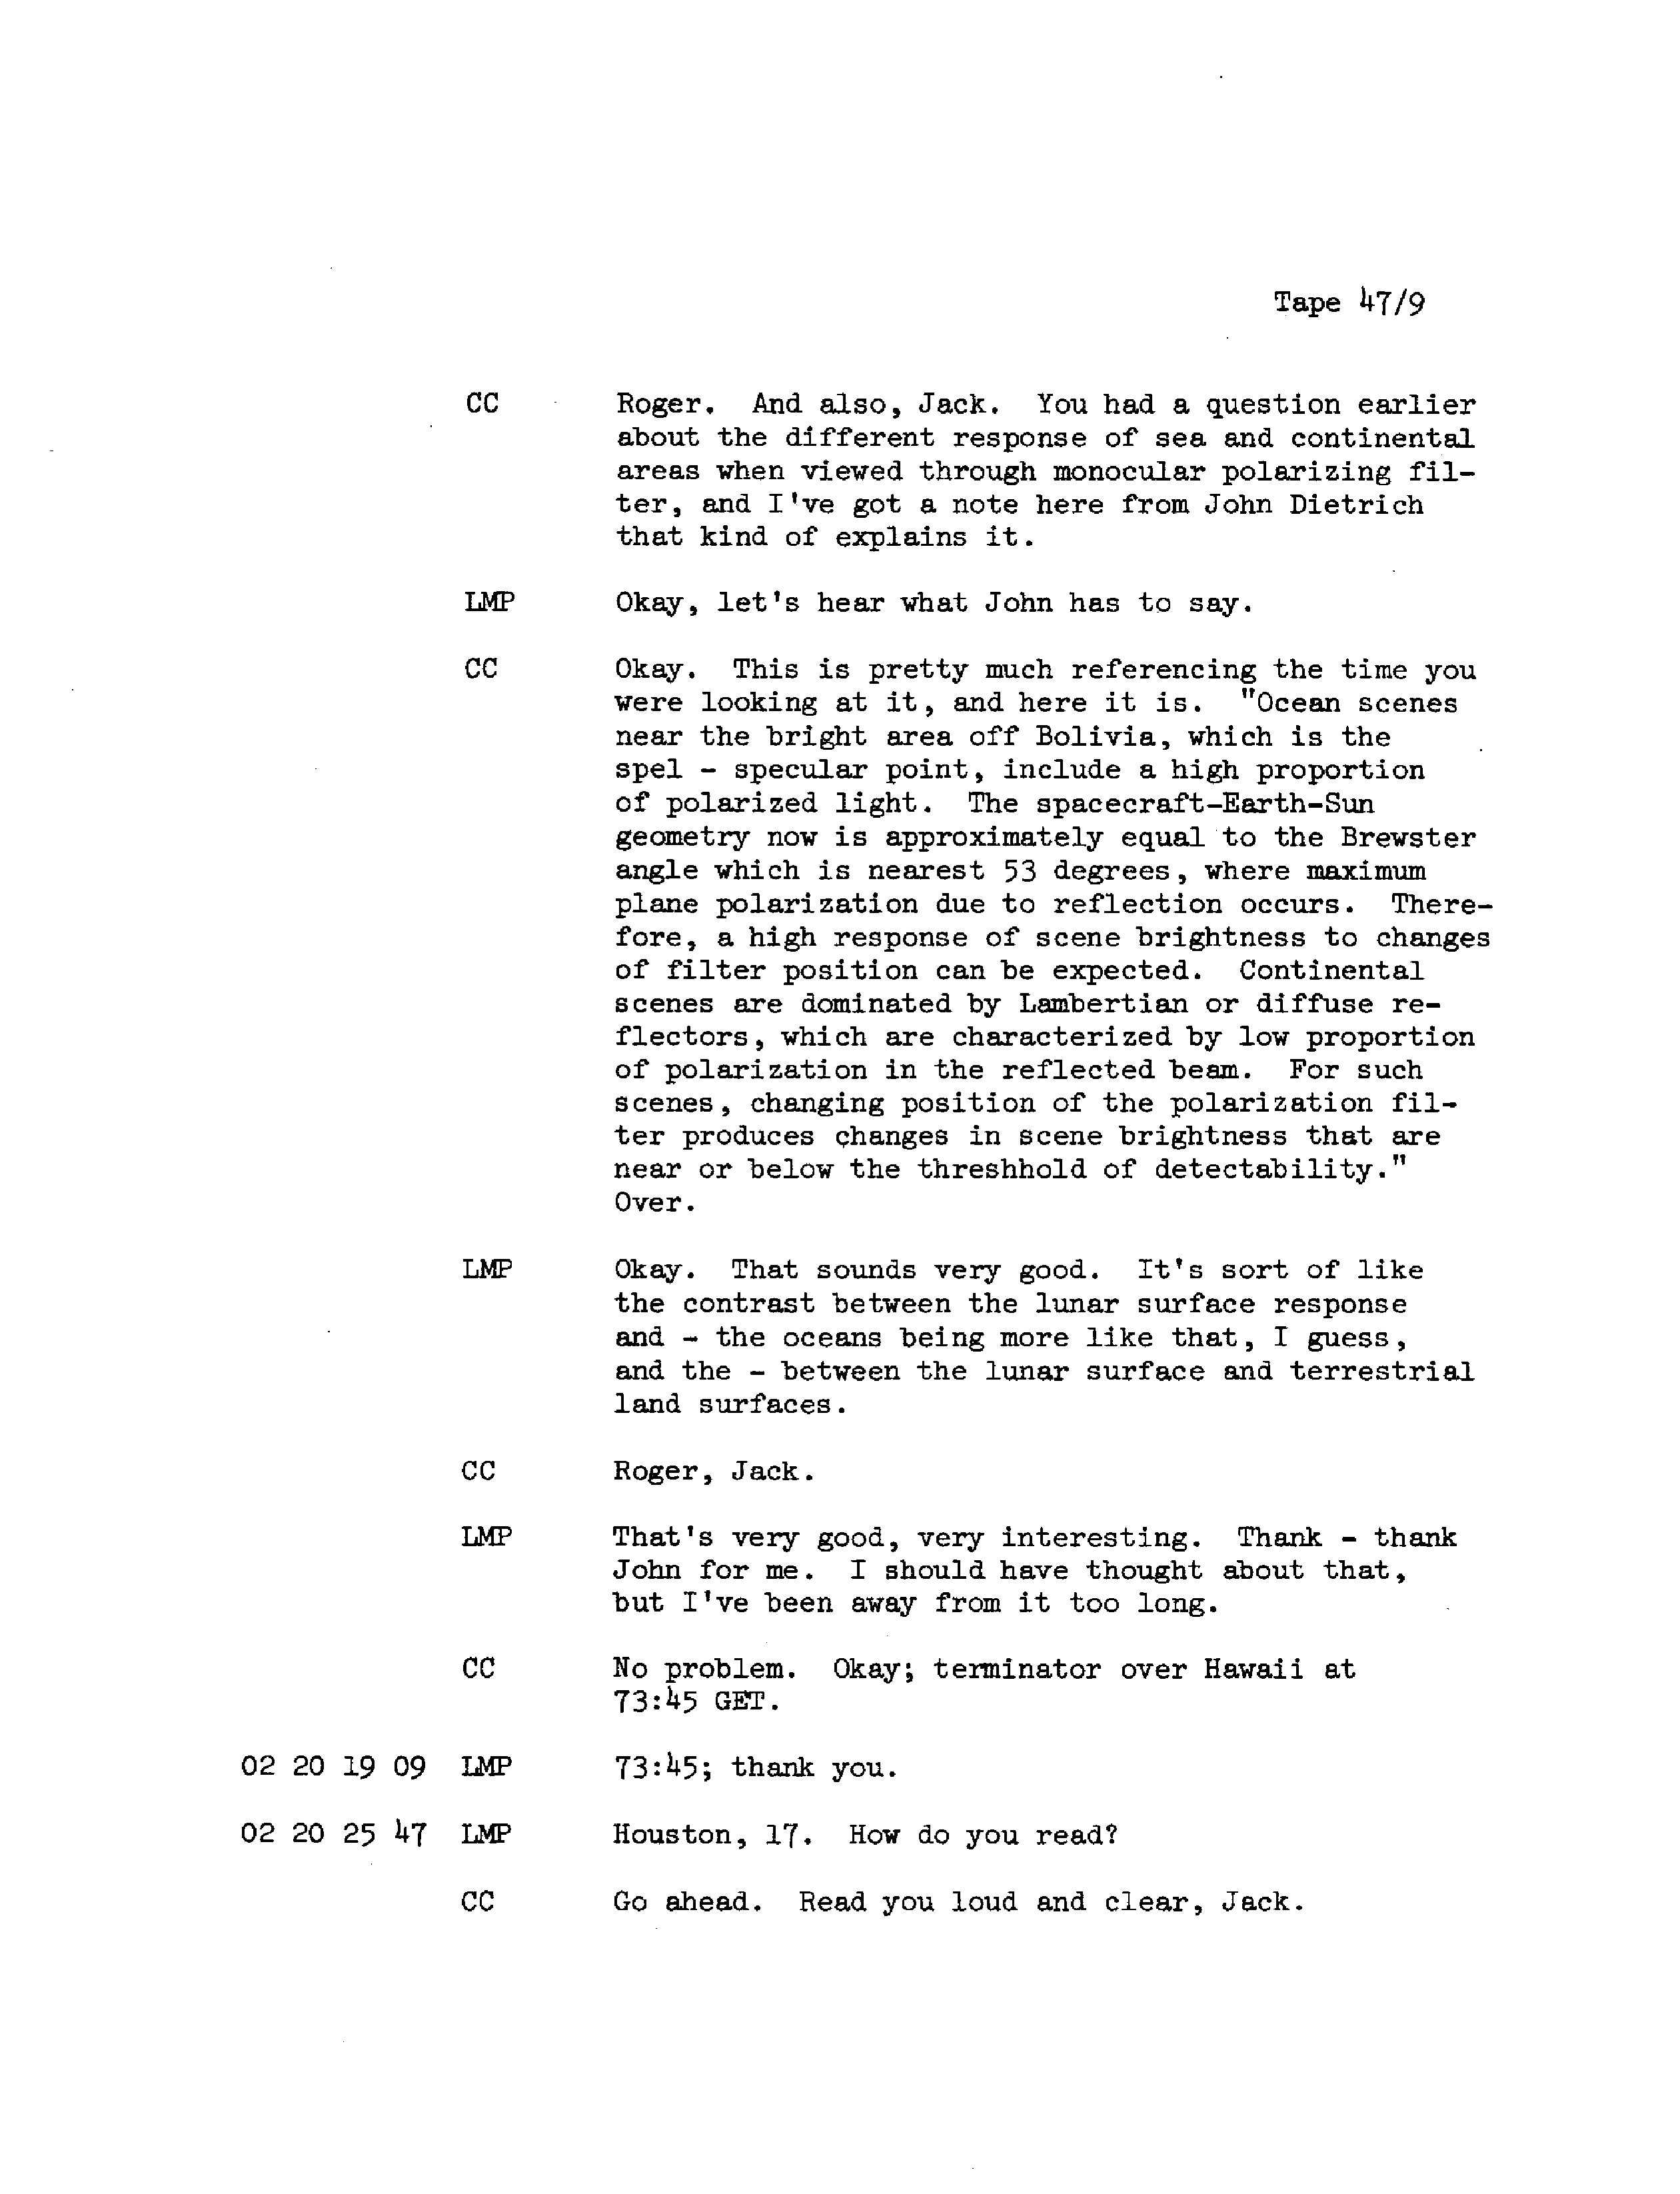 Tape 47/9
CC Roger. And also, Jack. You had a question earlier
about the different response of sea and continental
areas when viewed through monocular polarizing fil-
ter, and I've got a note here from John Dietrich
that kind of explains it.
LMP Okay, let's hear what John has to say.
CC Okay. This is pretty much referencing the time you
were looking at it, and here it is. "Ocean scenes
near the bright area off Bolivia, which is the
spel - specular point, include a high proportion
of polarized light. The spacecraft-Earth-Sun
geometry now is approximately equal to the Brewster
angle which is nearest 53 degrees, where maximum
plane polarization due to reflection occurs. There-
fore, a high response of scene brightness to changes
of filter position can be expected. Continental
scenes are dominated by Lambertian or diffuse re-
flectors, which are characterized by low proportion
of polarization in the reflected beam. For such
scenes, changing position of the polarization fil-
ter produces changes in scene brightness that are
near or below the threshhold of detectability."
Over.
LMP Okay. That sounds very good. It's sort of like
the contrast between the lunar surface response
and - the oceans being more like that, I guess,
and the - between the lunar surface and terrestrial
land surfaces.
CC Roger, Jack.
LMP That's very good, very interesting. Thank - thank
John for me. I should have thought about that,
but I've been away from it too long.
CC No problem. Okay; terminator over Hawaii at
73:45 GET.
02 20 19 09 LMP 73:45; thank you.
02 20 25 47 LMP Houston, 17. How do you read?
CC Go ahead. Read you loud and clear, Jack.